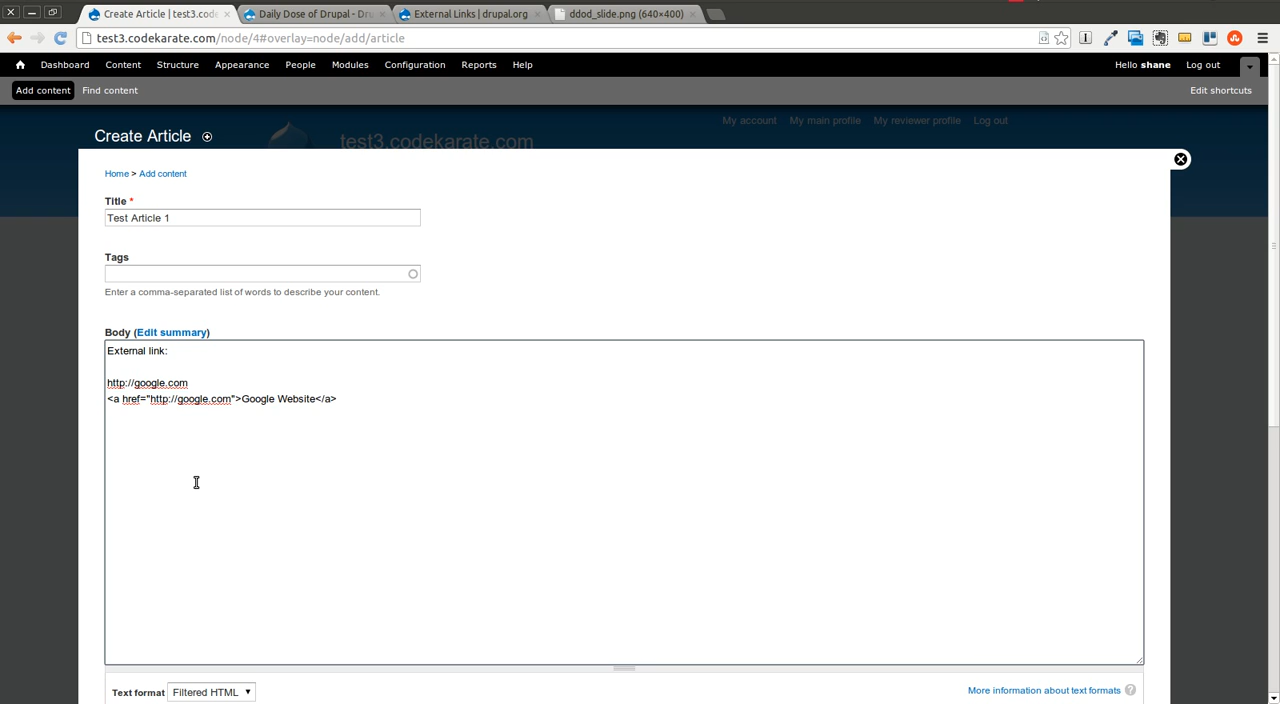 Create Article | test3.code
Daily Dose of Drupal - Dru
External Links | drupal.org
ddod_slide.png (640×400)
test3.codekarate.com/node/4#overlay=node/add/article
Dashboard Content Structure Appearance People Modules Configuration Reports Help
Hello shane Log out
Add content Find content
Edit shortcuts
My account My main profile My reviewer profile Log out
Create Article
test3.codekarate.com
Home > Add content
Title *
Test Article 1
Tags
Enter a comma-separated list of words to describe your content.
Body (Edit summary)
External link:
http://google.com
<a href="http://google.com">Google Website</a>
Text format Filtered HTML
More information about text formats ?